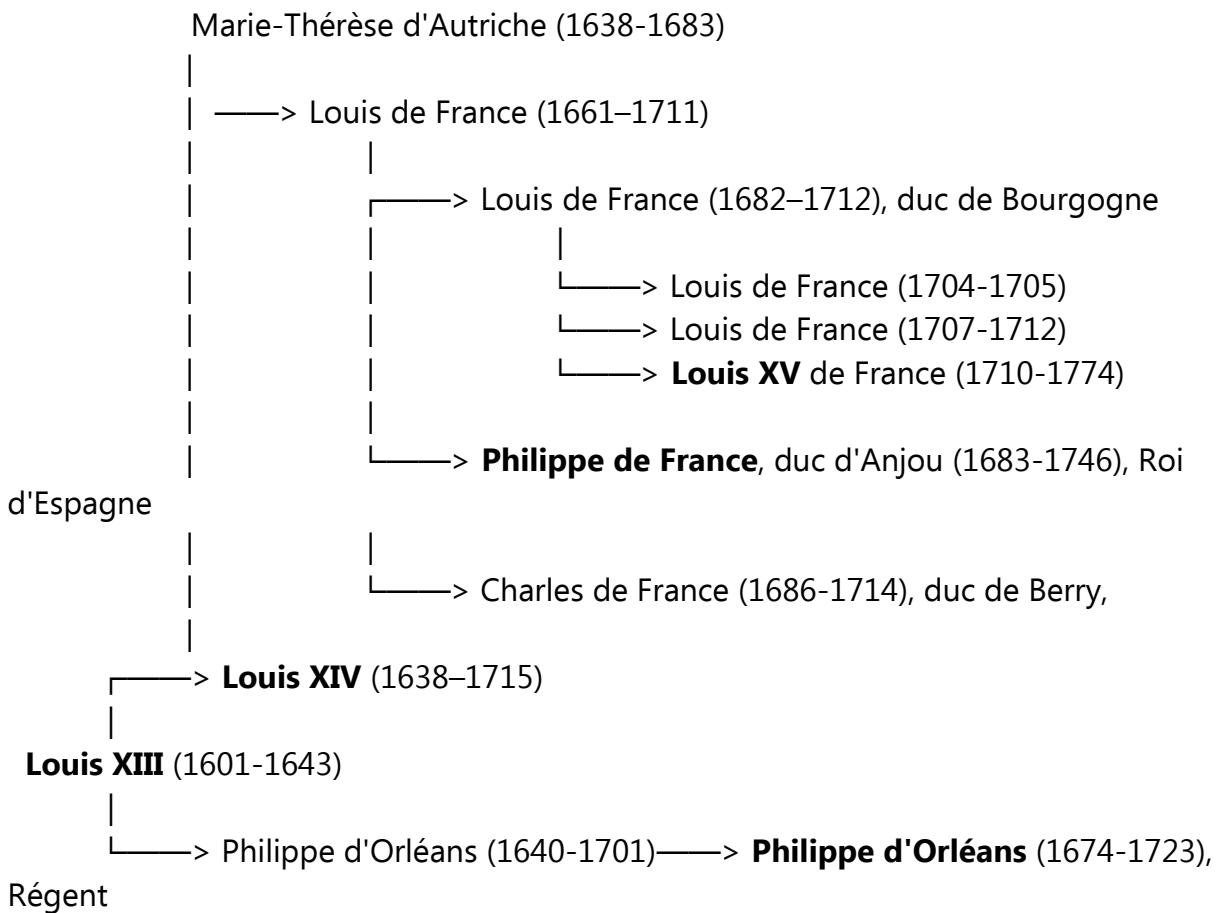 Marie-Thérèse d'Autriche (1638-1683)
Louis de France (1661–1711)
Louis de France (1682–1712), duc de Bourgogne
Louis de France (1704-1705)
Louis de France (1707-1712)
Louis XV de France (1710-1774)
Philippe de France, duc d'Anjou (1683-1746), Roi
d'Espagne
Charles de France (1686-1714), duc de Berry,
Louis XIV (1638–1715)
Louis XIII (1601-1643)
Philippe d'Orléans (1640-1701)——> Philippe d'Orléans (1674-1723),
Régent